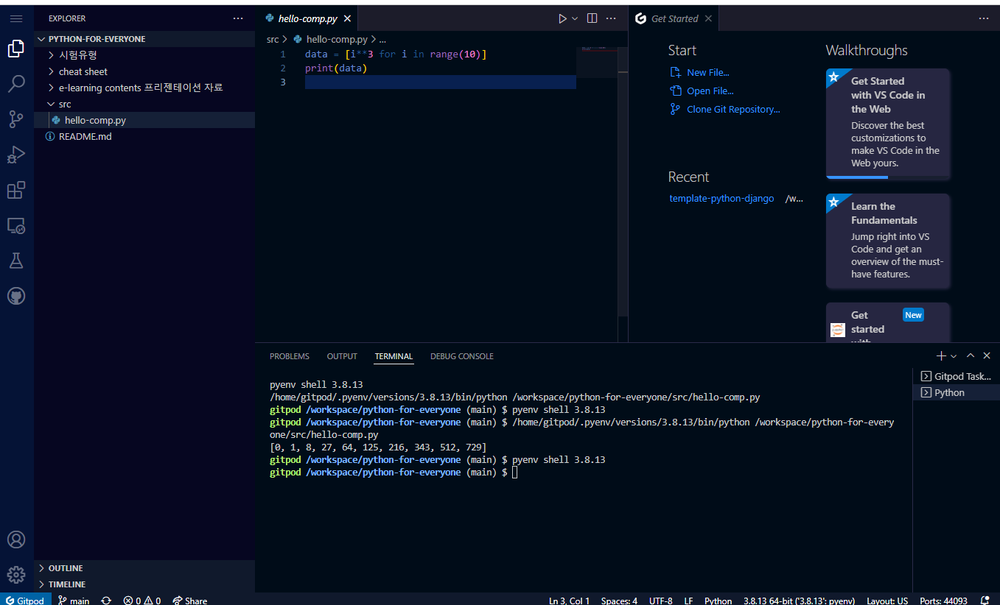 EXPLORER
PYTHON-FOR-EVERYONE
시험유형
cheat sheet
e-learning contents 프리젠테이션 자료
src
hello-comp.py
README.md
OUTLINE
TIMELINE
hello-comp.py
src > hello-comp.py > ...
1 data = [i**3 for i in range(10)]
2 print(data)
3
Get Started
Start
New File...
Open File...
Clone Git Repository...
Recent
template-python-django /w...
Walkthroughs
Get Started
with VS Code in
the Web
Discover the best
customizations to
make VS Code in the
Web yours.
Learn the
Fundamentals
Jump right into VS
Code and get an
overview of the must-
have features.
Get New
started
with
PROBLEMS OUTPUT TERMINAL DEBUG CONSOLE
pyenv shell 3.8.13
/home/gitpod/.pyenv/versions/3.8.13/bin/python /workspace/python-for-everyone/src/hello-comp.py
gitpod /workspace/python-for-everyone (main) $ pyenv shell 3.8.13
gitpod /workspace/python-for-everyone (main) $ /home/gitpod/.pyenv/versions/3.8.13/bin/python /workspace/python-for-every
one/src/hello-comp.py
[0, 1, 8, 27, 64, 125, 216, 343, 512, 729]
gitpod /workspace/python-for-everyone (main) $ pyenv shell 3.8.13
gitpod /workspace/python-for-everyone (main) $
Gitpod Task...
Python
Gitpod main 0 0 Share Ln 3, Col 1 Spaces: 4 UTF-8 LF Python 3.8.13 64-bit ('3.8.13': pyenv) Layout: US Ports: 44093